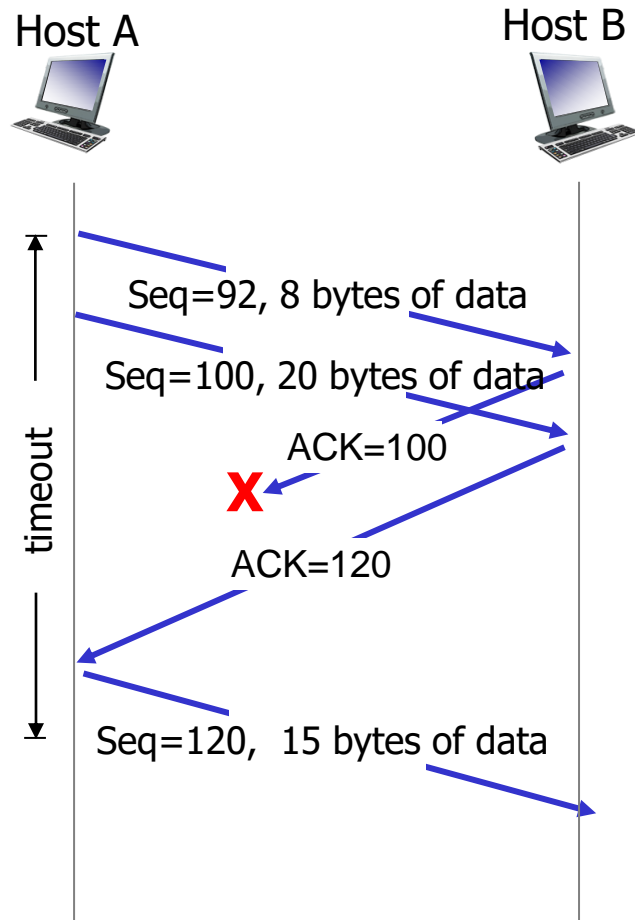 Host A
Host B
Seq=92, 8 bytes of data
Seq=100, 20 bytes of data
ACK=100
X
timeout
ACK=120
Seq=120,  15 bytes of data